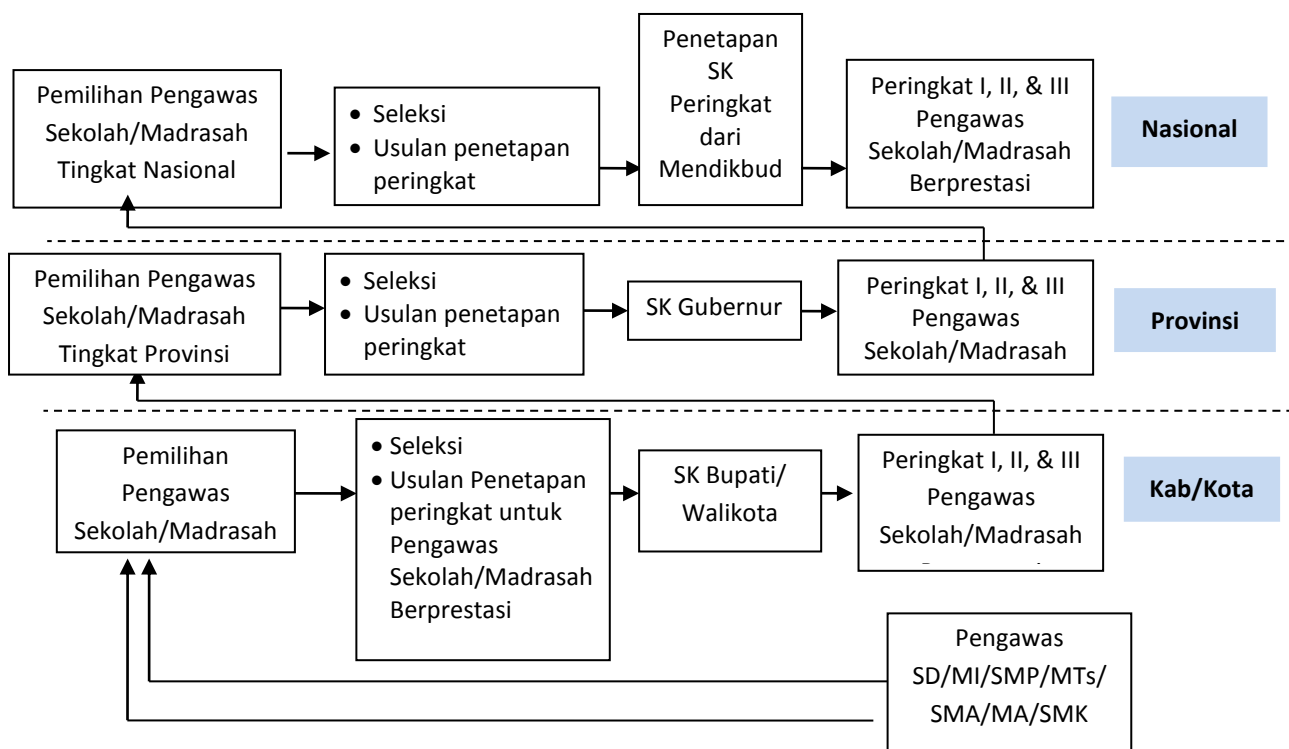 Pemilihan Pengawas
Sekolah/Madrasah
Tingkat Nasional
• Seleksi
• Usulan penetapan
peringkat
Penetapan
SK
Peringkat
dari
Mendikbud
Peringkat I, II, & III
Pengawas
Sekolah/Madrasah
Berprestasi
Nasional
Pemilihan Pengawas
Sekolah/Madrasah
Tingkat Provinsi
• Seleksi
• Usulan penetapan
peringkat
SK Gubernur
Peringkat I, II, & III
Pengawas
Sekolah/Madrasah
Provinsi
Pemilihan
Pengawas
Sekolah/Madrasah
• Seleksi
• Usulan Penetapan
peringkat untuk
Pengawas
Sekolah/Madrasah
Berprestasi
SK Bupati/
Walikota
Peringkat I, II, & III
Pengawas
Sekolah/Madrasah
Kab/Kota
Pengawas
SD/MI/SMP/MTs/
SMA/MA/SMK